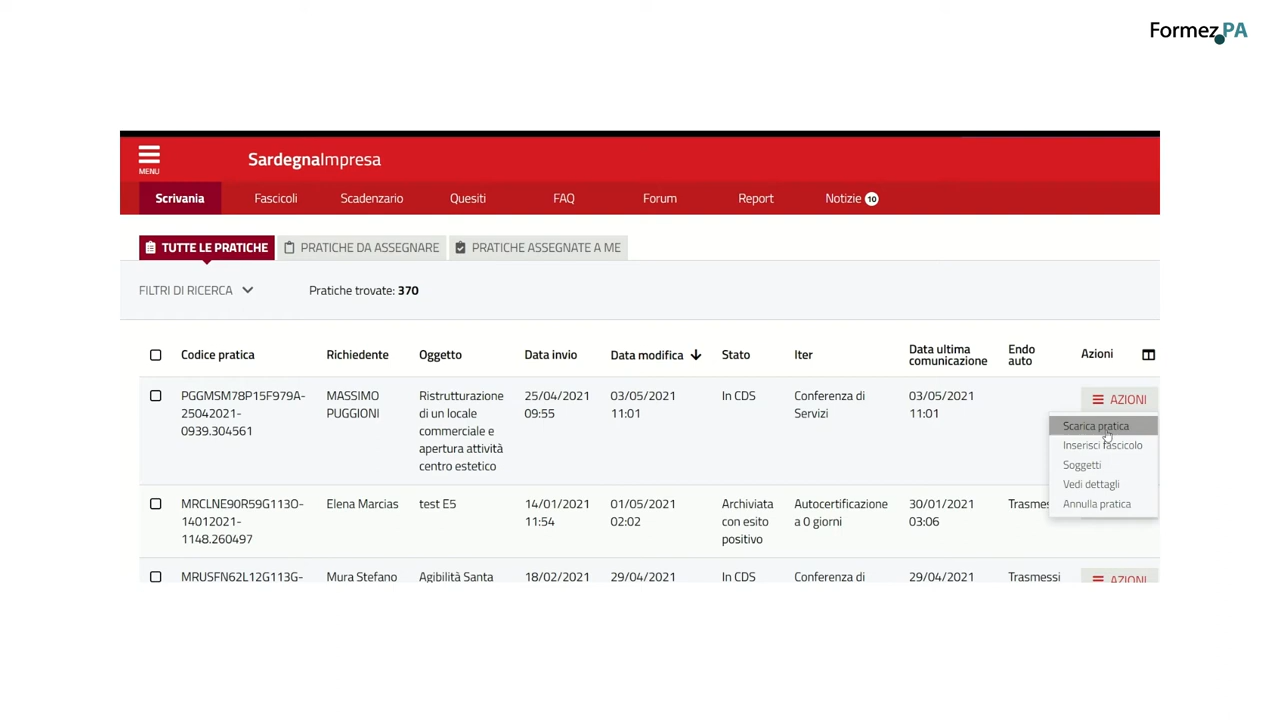 Formez.PA
MENU
SardegnaImpresa
Scrivania Fascicoli Scadenzario Quesiti FAQ Forum Report Notizie 10
TUTTE LE PRATICHE PRATICHE DA ASSEGNARE PRATICHE ASSEGNATE A ME
FILTRI DI RICERCA Pratiche trovate: 370
Codice pratica Richiedente Oggetto Data invio Data modifica Stato Iter Data ultima comunicazione Endo auto Azioni
PGGMSM78P15F979A- MASSIMO Ristrutturazione 25/04/2021 03/05/2021 In CDS Conferenza di 03/05/2021 AZIONI
25042021- PUGGIONI di un locale 09:55 11:01 Servizi 11:01
0939.304561 commerciale e
apertura attività
centro estetico
Scarica pratica
Inserisci fascicolo
Soggetti
Vedi dettagli
Annulla pratica
MRCLNE90R59G113O- Elena Marcias test E5 14/01/2021 01/05/2021 Archiviata Autocertificazione 30/01/2021
14012021- 11:54 02:02 con esito a 0 giorni 03:06
1148.260497 positivo
MRUSFN62L12G113G- Mura Stefano Agibilità Santa 18/02/2021 29/04/2021 In CDS Conferenza di 29/04/2021 Trasmessi AZIONI